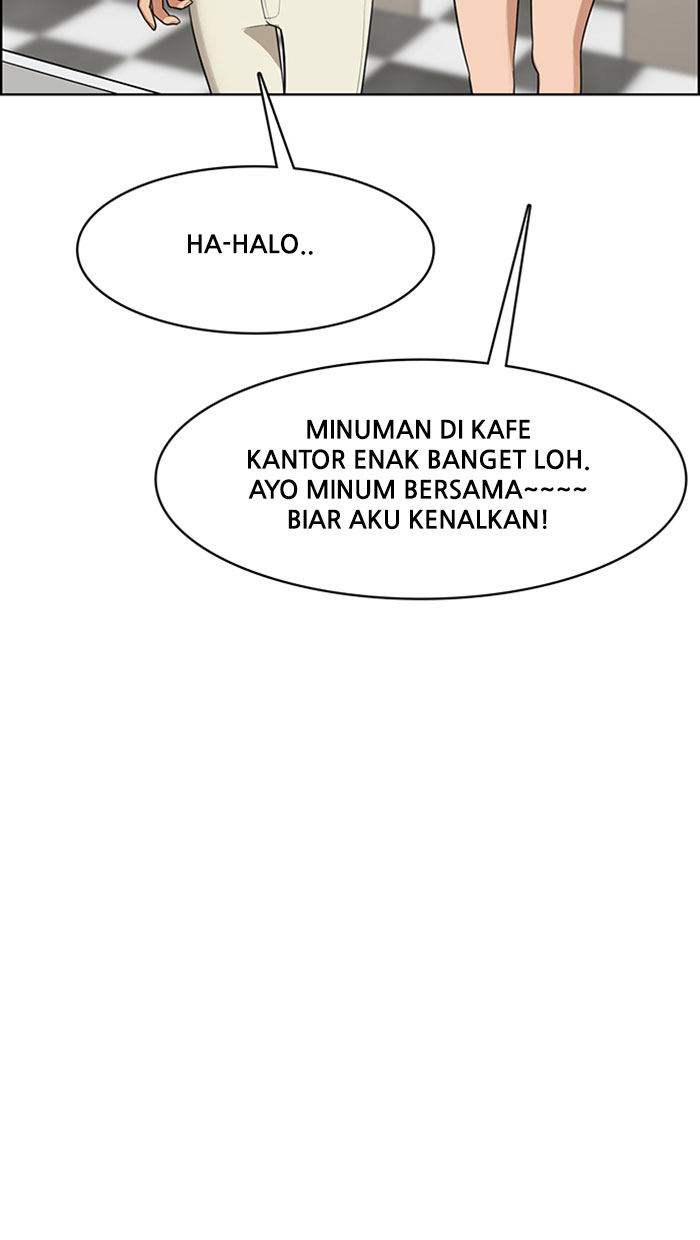 HA-HALO..
MINUMAN DI KAFE
KANTOR ENAK BANGET LOH.
AYO MINUM BERSAMA~~~~
BIAR AKU KENALKAN!